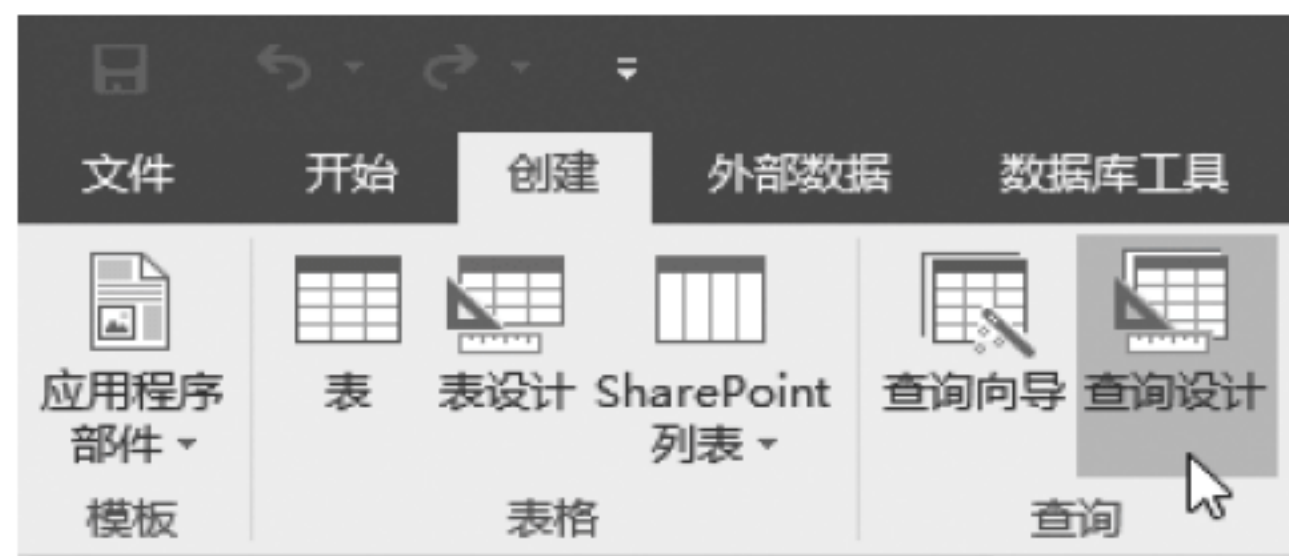 文件 开始 创建 外部数据 数据库工具
应用程序 表 表设计 SharePoint 查询向导 查询设计
部件 列表
模板 表格 查询